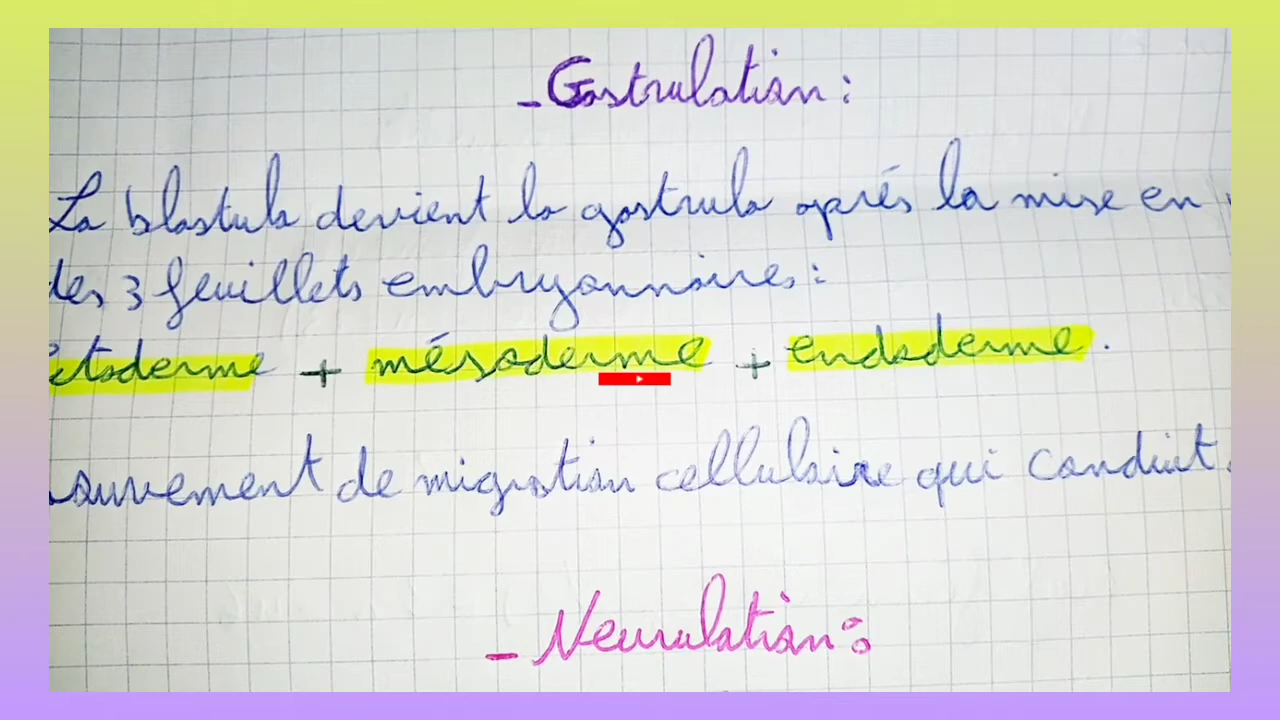 - Gastrulation :
La blastula devient la gastrula aprés la mise en
des 3 feuillets embryonnaires :
ectoderme + mésoderme + endoderme.
mouvement de migration cellulaire qui conduit
- Neurulation :